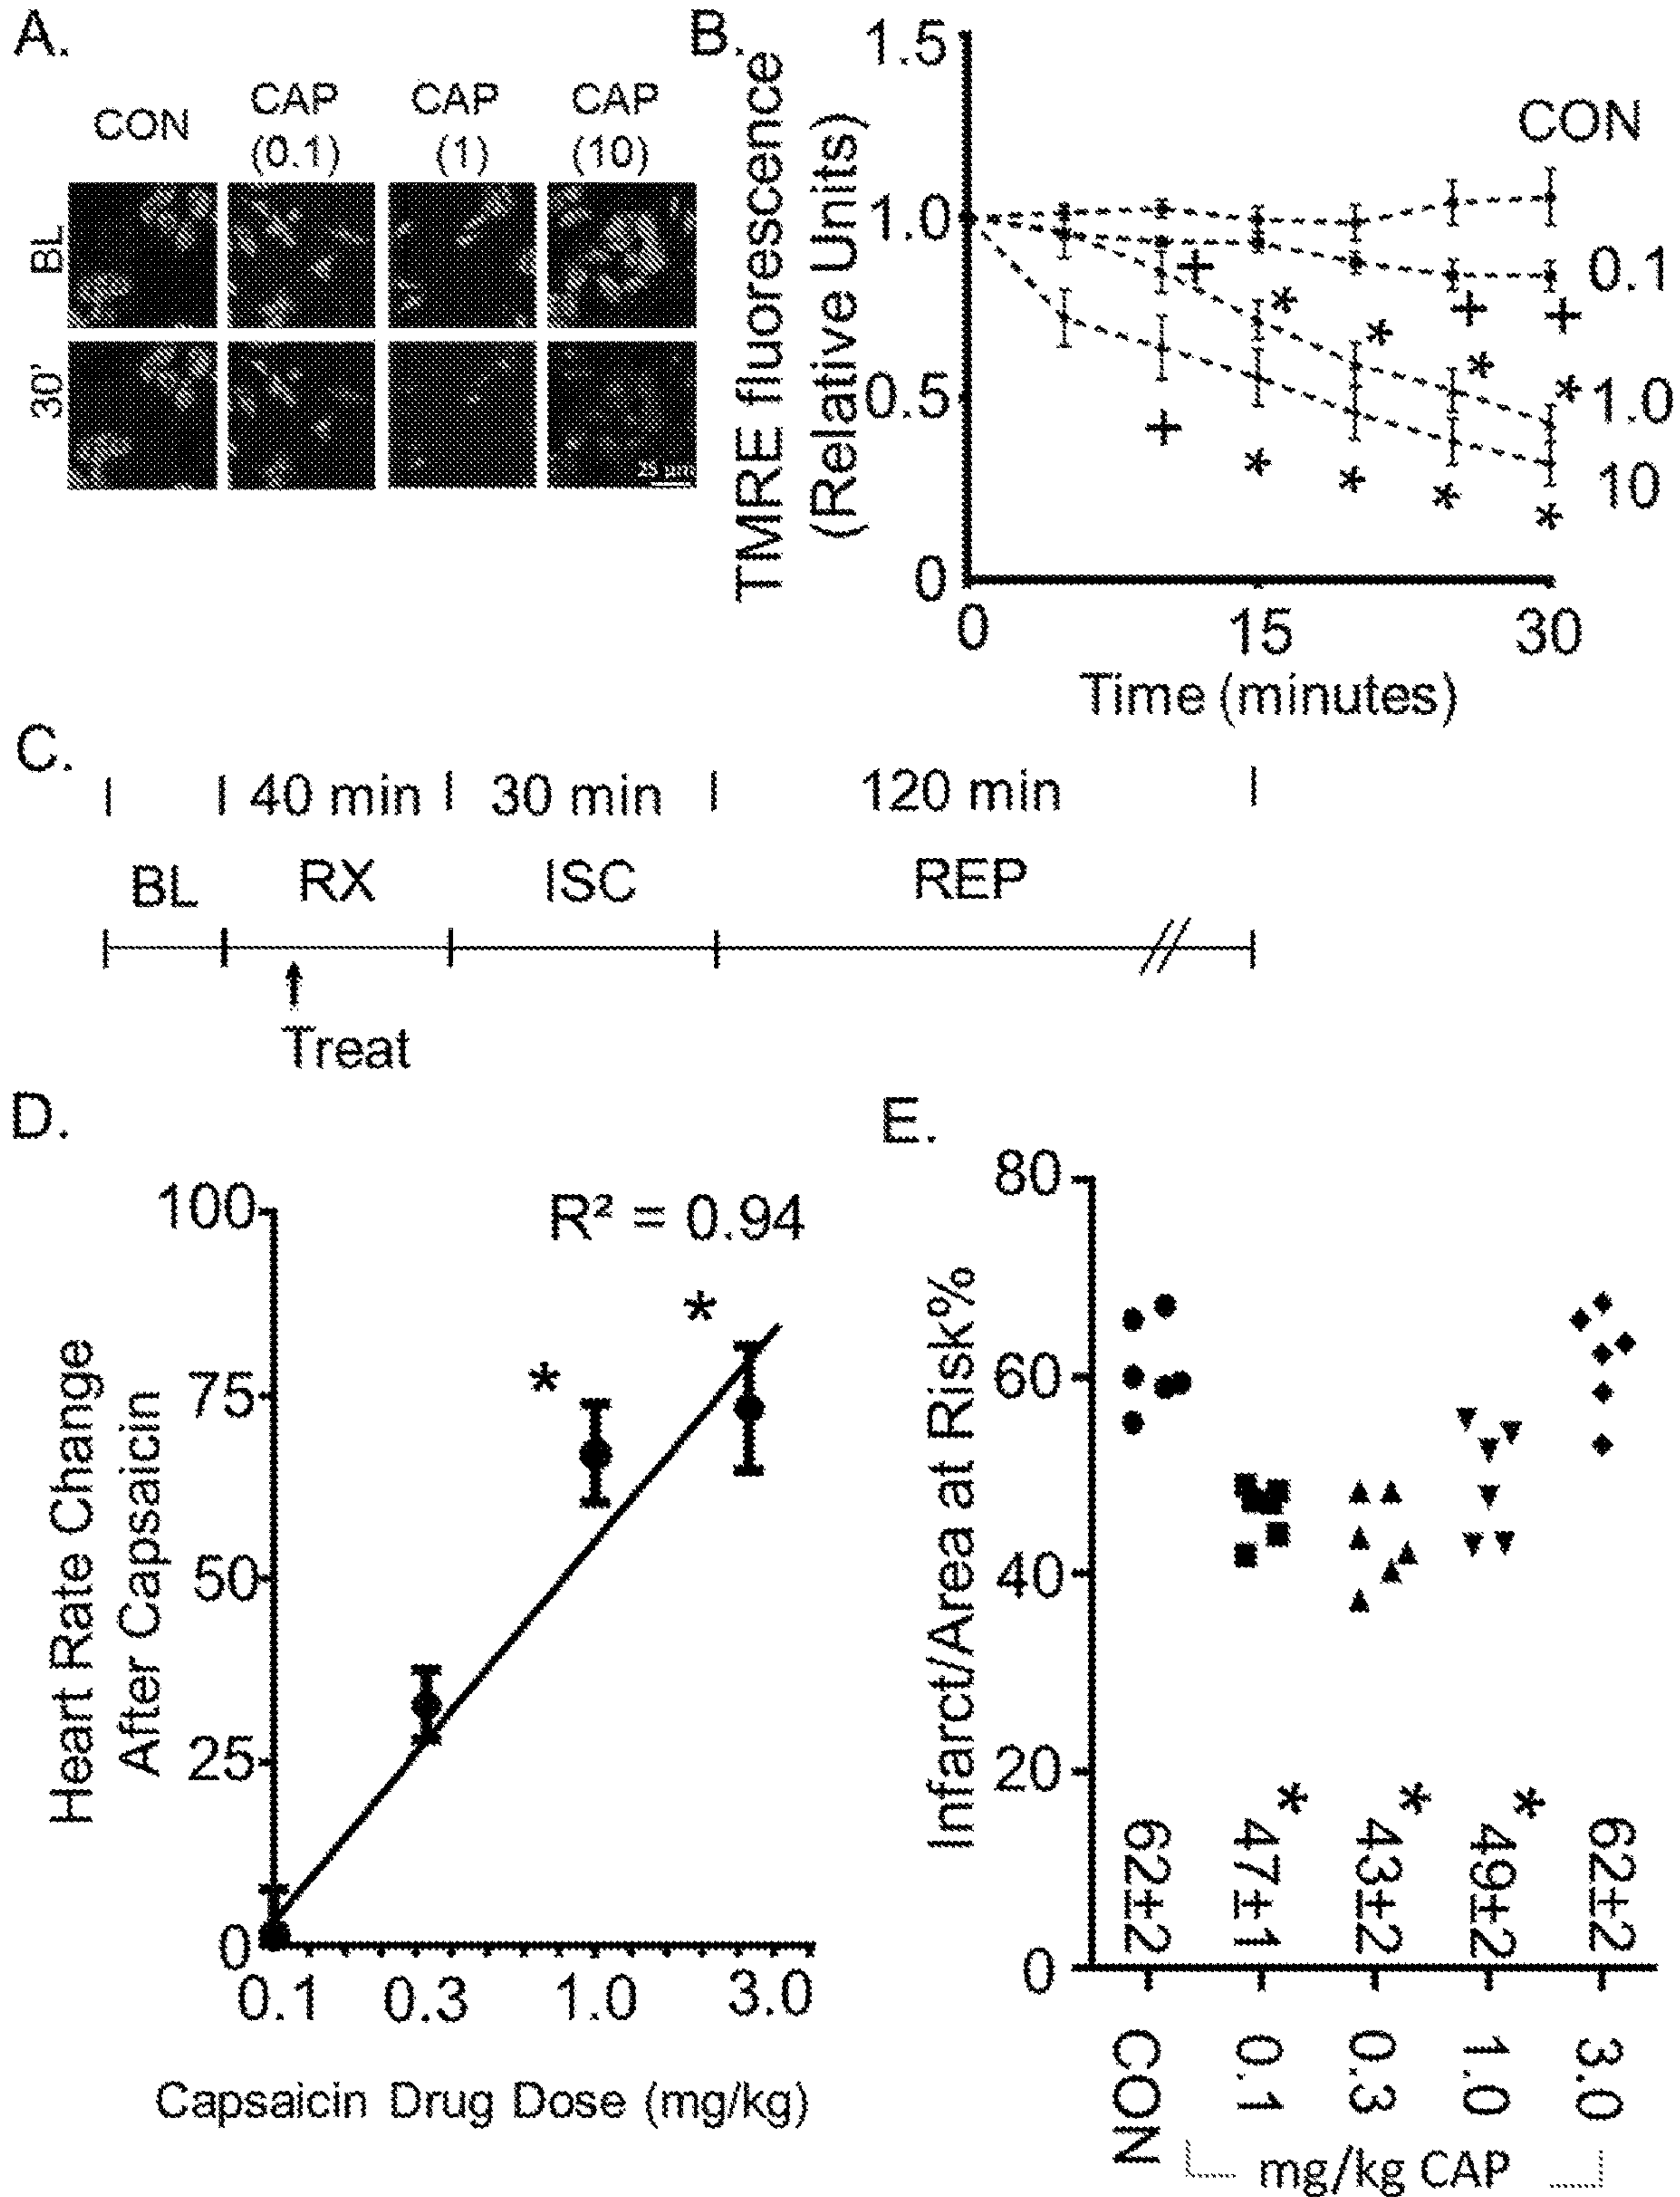 A.
CON
CAP
(0.1)
CAP
(1)
CAP
(10)
BL
30'
25 µm
B.
TMRE fluorescence
(Relative Units)
1.5
1.0
0.5
0
0
15
30
Time (minutes)
CON
0.1
1.0
10
+
*
*
+
*
+
*
+
*
*
*
*
C.
40 min
30 min
120 min
BL
RX
ISC
REP
Treat
D.
Heart Rate Change
After Capsaicin
100
75
50
25
0
R² = 0.94
*
*
0.1
0.3
1.0
3.0
Capsaicin Drug Dose (mg/kg)
E.
Infarct/Area at Risk%
80
60
40
20
0
62±2
47±1*
43±2*
49±2*
62±2
CON
0.1
0.3
1.0
3.0
mg/kg CAP